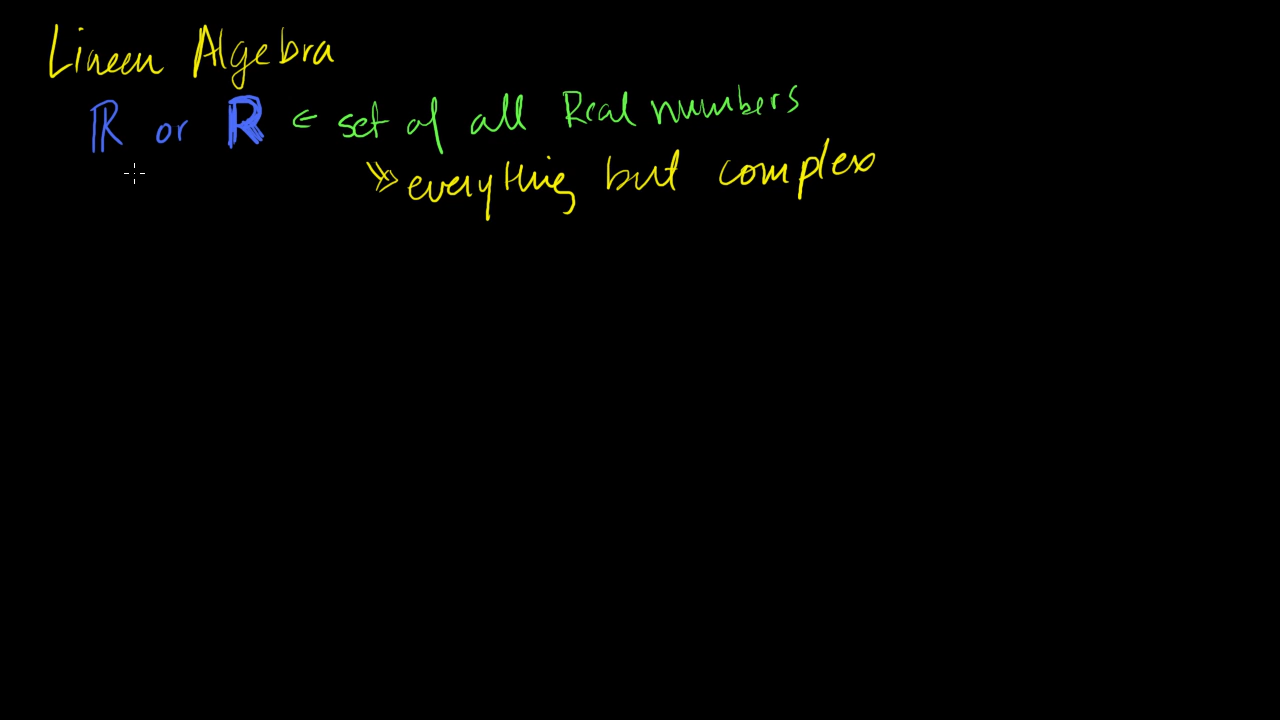 Linear Algebra
ℝ or R ← set of all Real numbers
» everything but complex